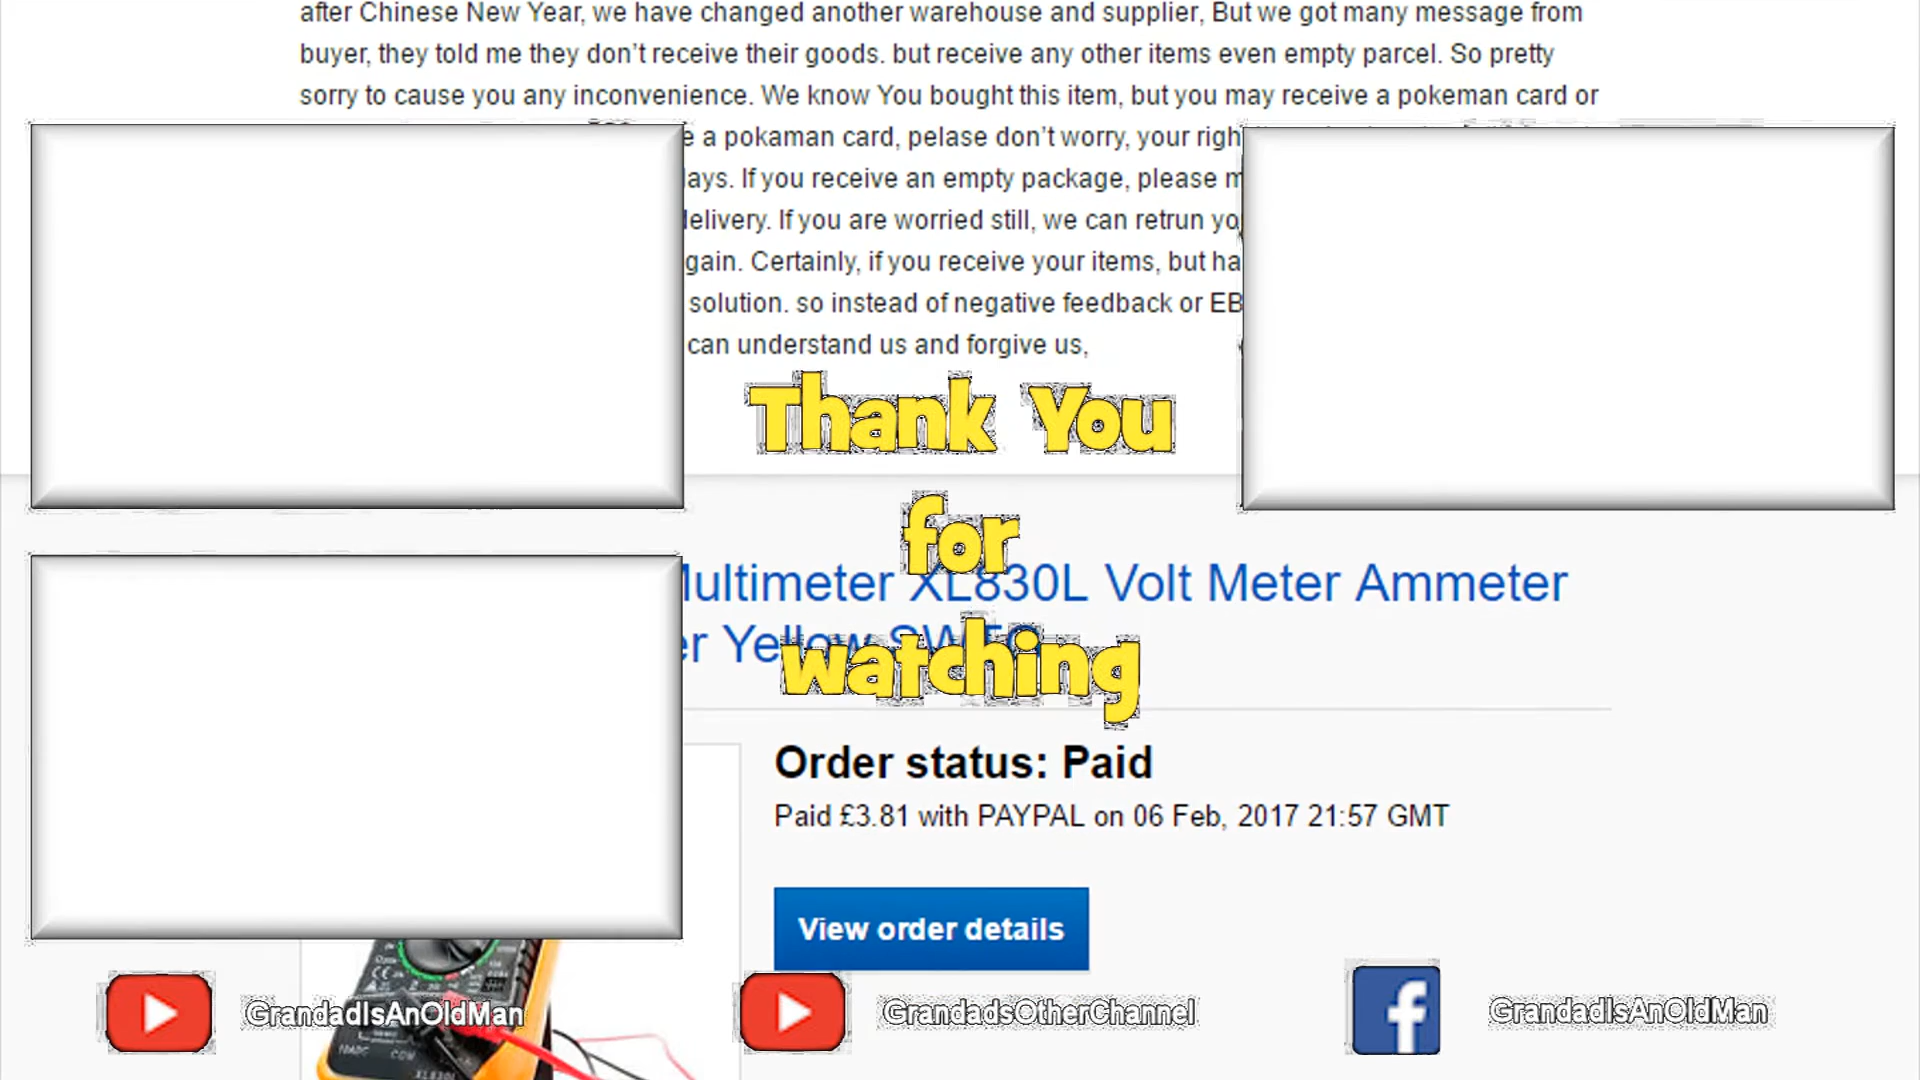 after Chinese New Year, we have changed another warehouse and supplier, But we got many message from
buyer, they told me they don't receive their goods. but receive any other items even empty parcel. So pretty
sorry to cause you any inconvenience. We know You bought this item, but you may receive a pokeman card or
e a pokaman card, pelase don't worry, your righ
ays. If you receive an empty package, please m
delivery. If you are worried still, we can retrun yo
gain. Certainly, if you receive your items, but ha
solution. so instead of negative feedback or EB
can understand us and forgive us,
Thank You
for
Multimeter XL830L Volt Meter Ammeter
er Yellow
watching
Order status: Paid
Paid £3.81 with PAYPAL on 06 Feb, 2017 21:57 GMT
View order details
GrandadIsAnOldMan
GrandadsOtherChannel
GrandadIsAnOldMan
COM
XL830L